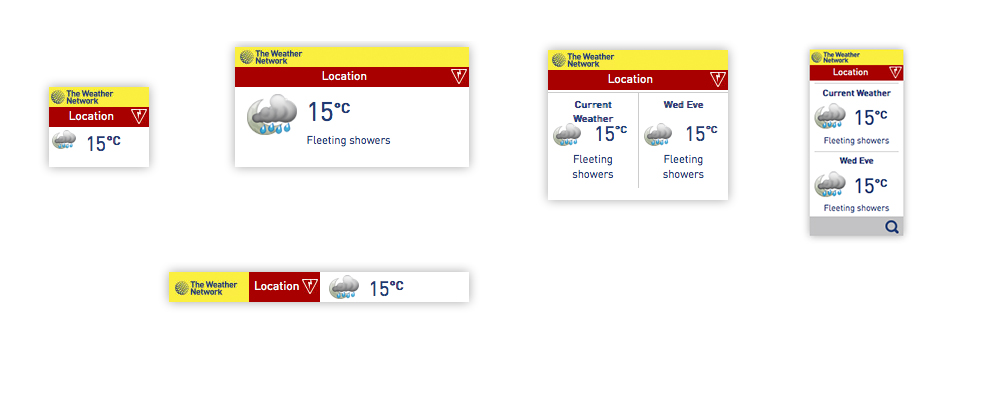 The Weather
Network
Location
15°C
The Weather
Network
Location
15°C
Fleeting showers
The Weather
Network
Location
Current
Weather
15°C
Fleeting
showers
Wed Eve
15°C
Fleeting
showers
The Weather
Network
Location
Current Weather
15°C
Fleeting showers
Wed Eve
15°C
Fleeting showers
The Weather
Network
Location
15°C